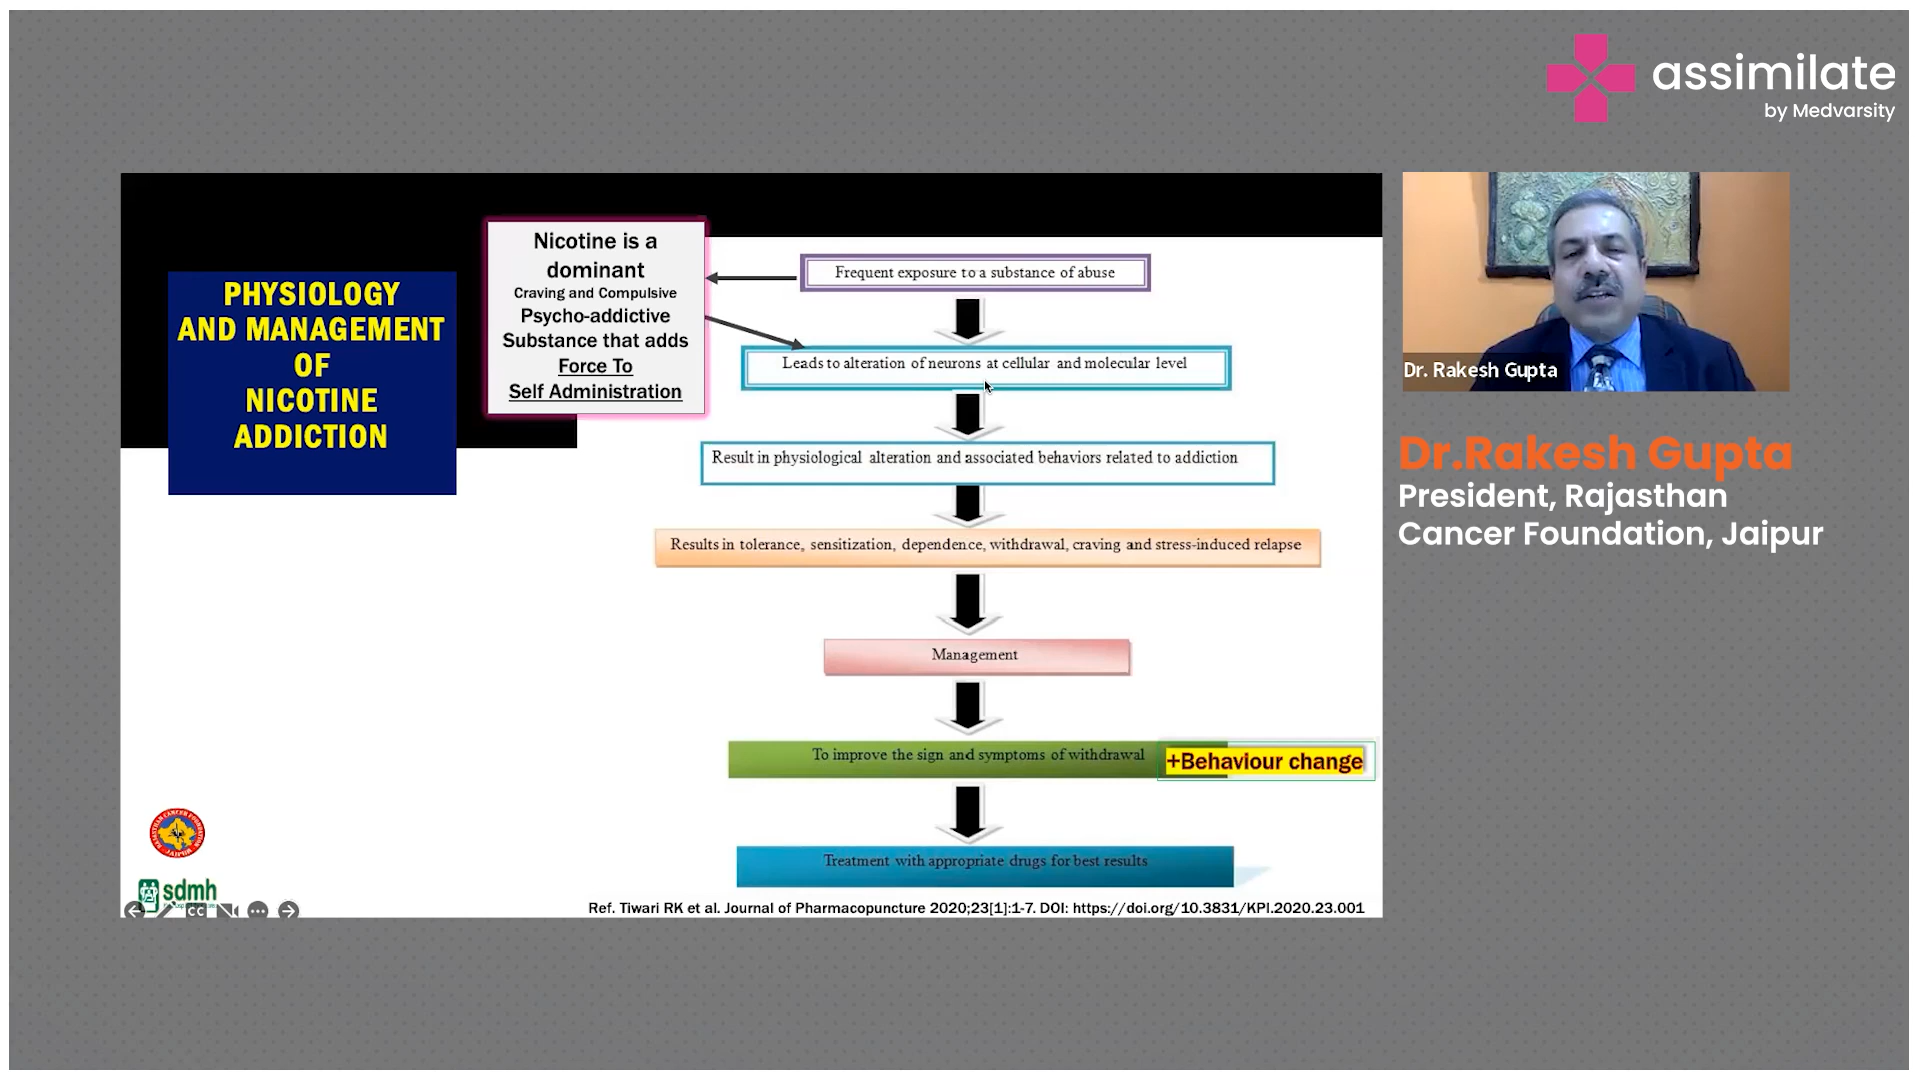 assimilate
by Medvarsity
PHYSIOLOGY
AND MANAGEMENT
OF
NICOTINE
ADDICTION
Nicotine is a
dominant
Craving and Compulsive
Psycho-addictive
Substance that adds
Force To
Self Administration
Frequent exposure to a substance of abuse
Leads to alteration of neurons at cellular and molecular level
Result in physiological alteration and associated behaviors related to addiction
Results in tolerance, sensitization, dependence, withdrawal, craving and stress-induced relapse
Management
To improve the sign and symptoms of withdrawal
+Behaviour change
Treatment with appropriate drugs for best results
RAJASTHAN CANCER FOUNDATION
JAIPUR
sdmh
CC
Ref. Tiwari RK et al. Journal of Pharmacopuncture 2020;23[1]:1-7. DOI: https://doi.org/10.3831/KPI.2020.23.001
Dr. Rakesh Gupta
Dr.Rakesh Gupta
President, Rajasthan
Cancer Foundation, Jaipur